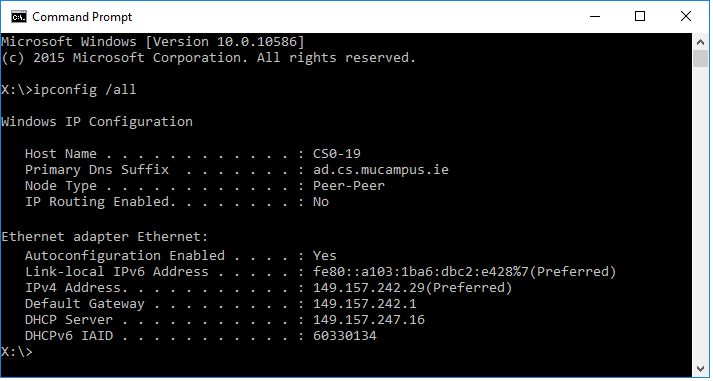 Command Prompt
Microsoft Windows [Version 10.0.10586]
(c) 2015 Microsoft Corporation. All rights reserved.
X:\>ipconfig /all
Windows IP Configuration
Host Name . . . . . . . . . . . . : CS0-19
Primary Dns Suffix  . . . . . . . : ad.cs.mucampus.ie
Node Type . . . . . . . . . . . . : Peer-Peer
IP Routing Enabled. . . . . . . . : No
Ethernet adapter Ethernet:
Autoconfiguration Enabled . . . . : Yes
Link-local IPv6 Address . . . . . : fe80::a103:1ba6:dbc2:e428%7(Preferred)
IPv4 Address. . . . . . . . . . . : 149.157.242.29(Preferred)
Default Gateway . . . . . . . . . : 149.157.242.1
DHCP Server . . . . . . . . . . . : 149.157.247.16
DHCPv6 IAID . . . . . . . . . . . : 60330134
X:\>